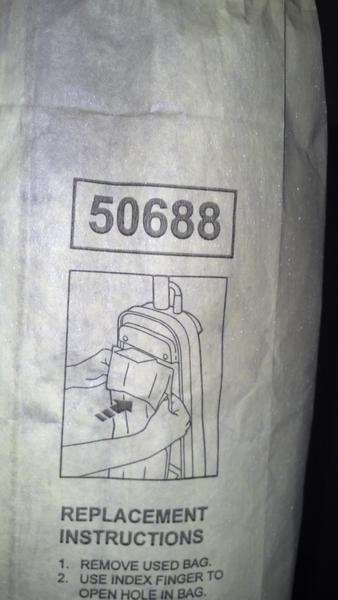 50688
REPLACEMENT
INSTRUCTIONS
1. REMOVE USED BAG.
2. USE INDEX FINGER TO
OPEN HOLE IN BAG.